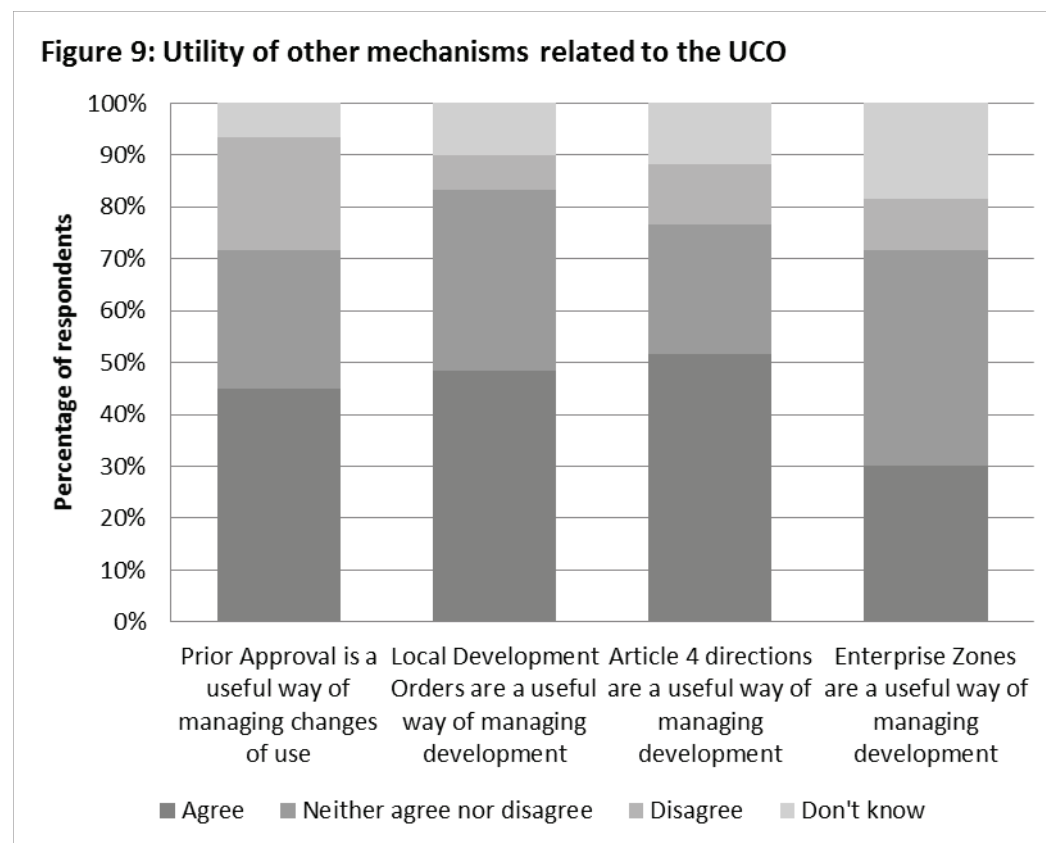 Figure 9: Utility of other mechanisms related to the UCO
100%
90%
80%
70%
60%
50%
40%
30%
20%
10%
0%
Percentage of respondents
Prior Approval is a
useful way of
managing changes
of use
Local Development
Orders are a useful
way of managing
development
Article 4 directions
are a useful way of
managing
development
Enterprise Zones
are a useful way of
managing
development
Agree
Neither agree nor disagree
Disagree
Don't know